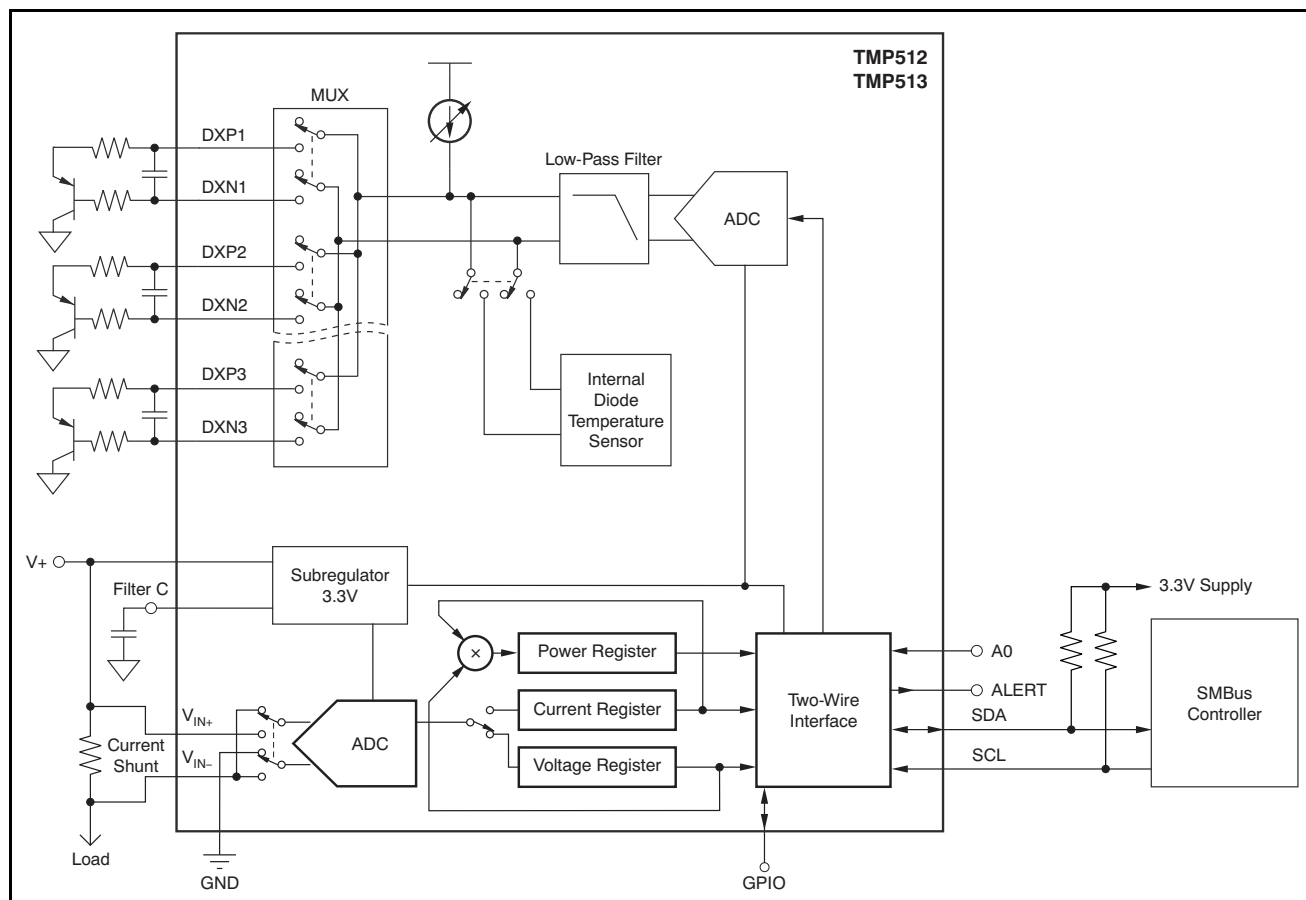 TMP512
TMP513
MUX
DXP1
DXN1
Low-Pass Filter
ADC
DXP2
DXN2
DXP3
DXN3
Internal
Diode
Temperature
Sensor
V+
Filter C
Subregulator
3.3V
3.3V Supply
×
Power Register
A0
ALERT
Two-Wire
Interface
SMBus
Controller
SDA
SCL
VIN+
ADC
Current Register
Current
Shunt
VIN–
Voltage Register
Load
GND
GPIO